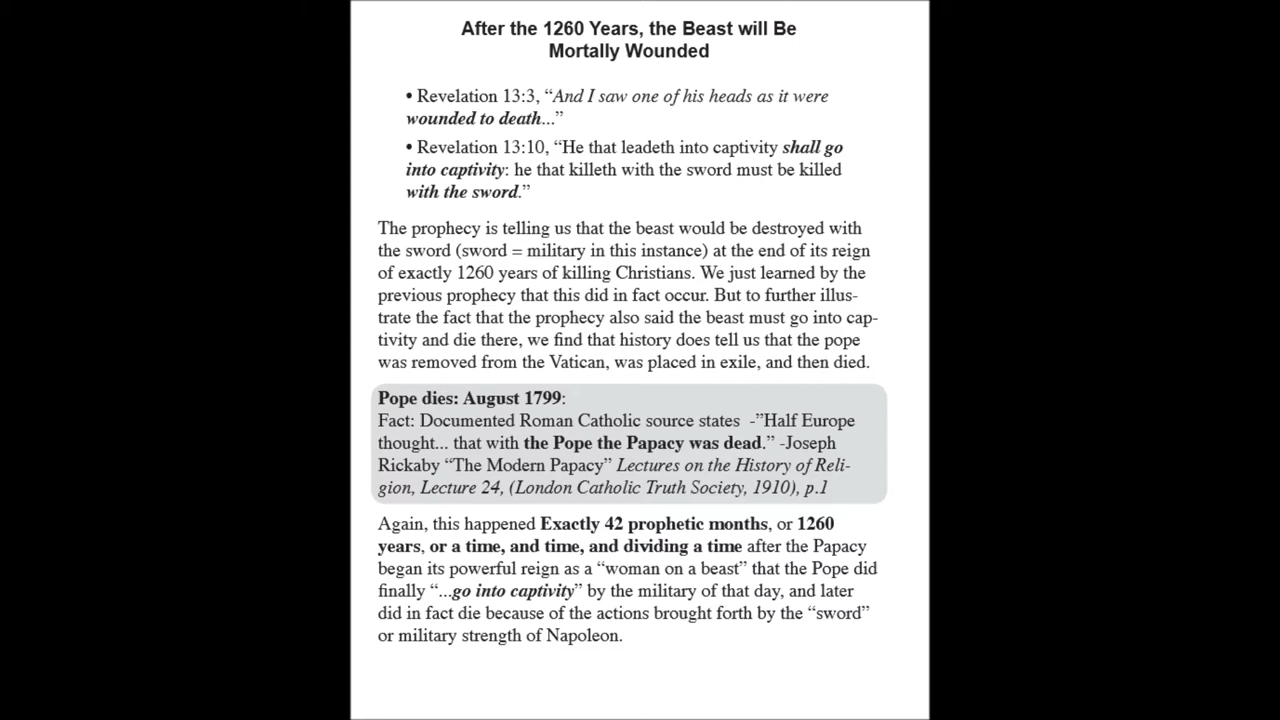 After the 1260 Years, the Beast will Be
Mortally Wounded
• Revelation 13:3, “And I saw one of his heads as it were
wounded to death...”
• Revelation 13:10, “He that leadeth into captivity shall go
into captivity: he that killeth with the sword must be killed
with the sword.”
The prophecy is telling us that the beast would be destroyed with
the sword (sword = military in this instance) at the end of its reign
of exactly 1260 years of killing Christians. We just learned by the
previous prophecy that this did in fact occur. But to further illus-
trate the fact that the prophecy also said the beast must go into cap-
tivity and die there, we find that history does tell us that the pope
was removed from the Vatican, was placed in exile, and then died.
Pope dies: August 1799:
Fact: Documented Roman Catholic source states -”Half Europe
thought... that with the Pope the Papacy was dead.” -Joseph
Rickaby “The Modern Papacy” Lectures on the History of Reli-
gion, Lecture 24, (London Catholic Truth Society, 1910), p.1
Again, this happened Exactly 42 prophetic months, or 1260
years, or a time, and time, and dividing a time after the Papacy
began its powerful reign as a “woman on a beast” that the Pope did
finally “...go into captivity” by the military of that day, and later
did in fact die because of the actions brought forth by the “sword”
or military strength of Napoleon.